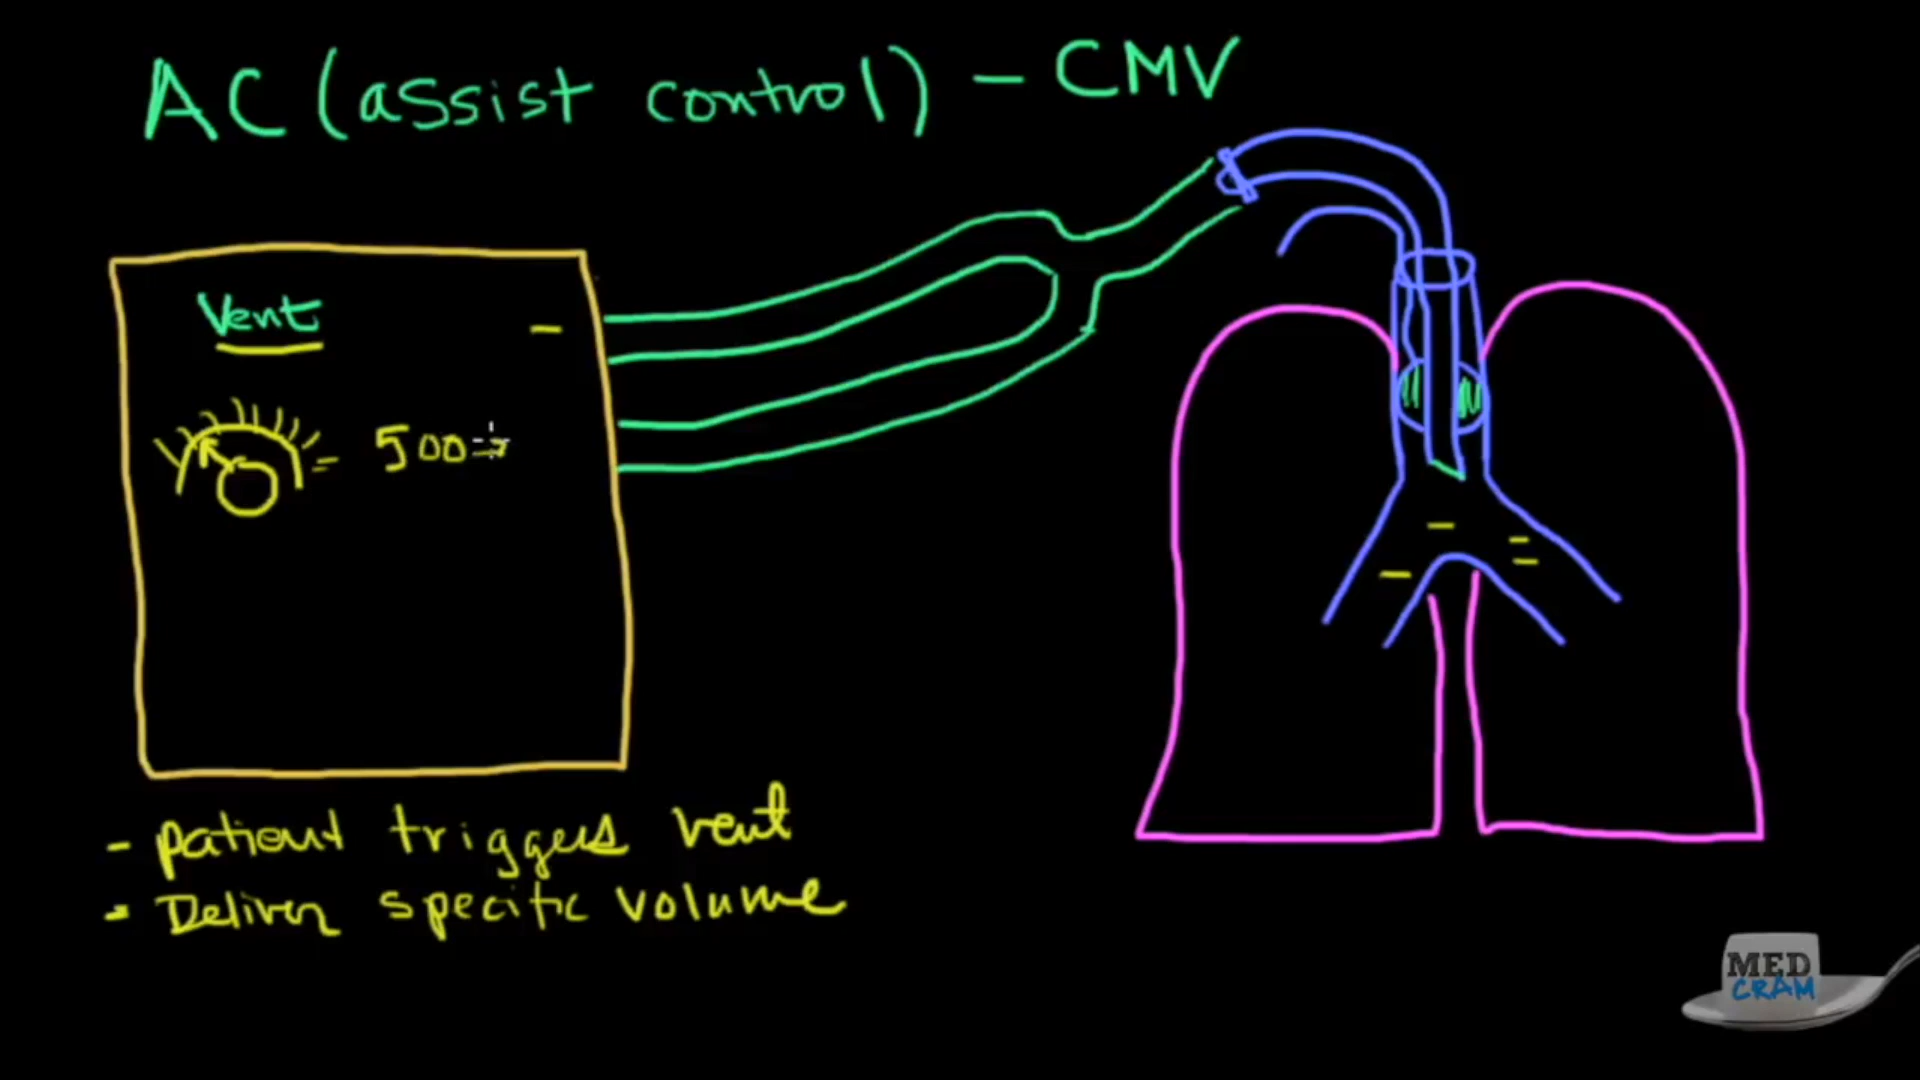 AC (assist control) - CMV
Vent
500
- patient triggers vent
- Deliver specific volume
MED
CRAM